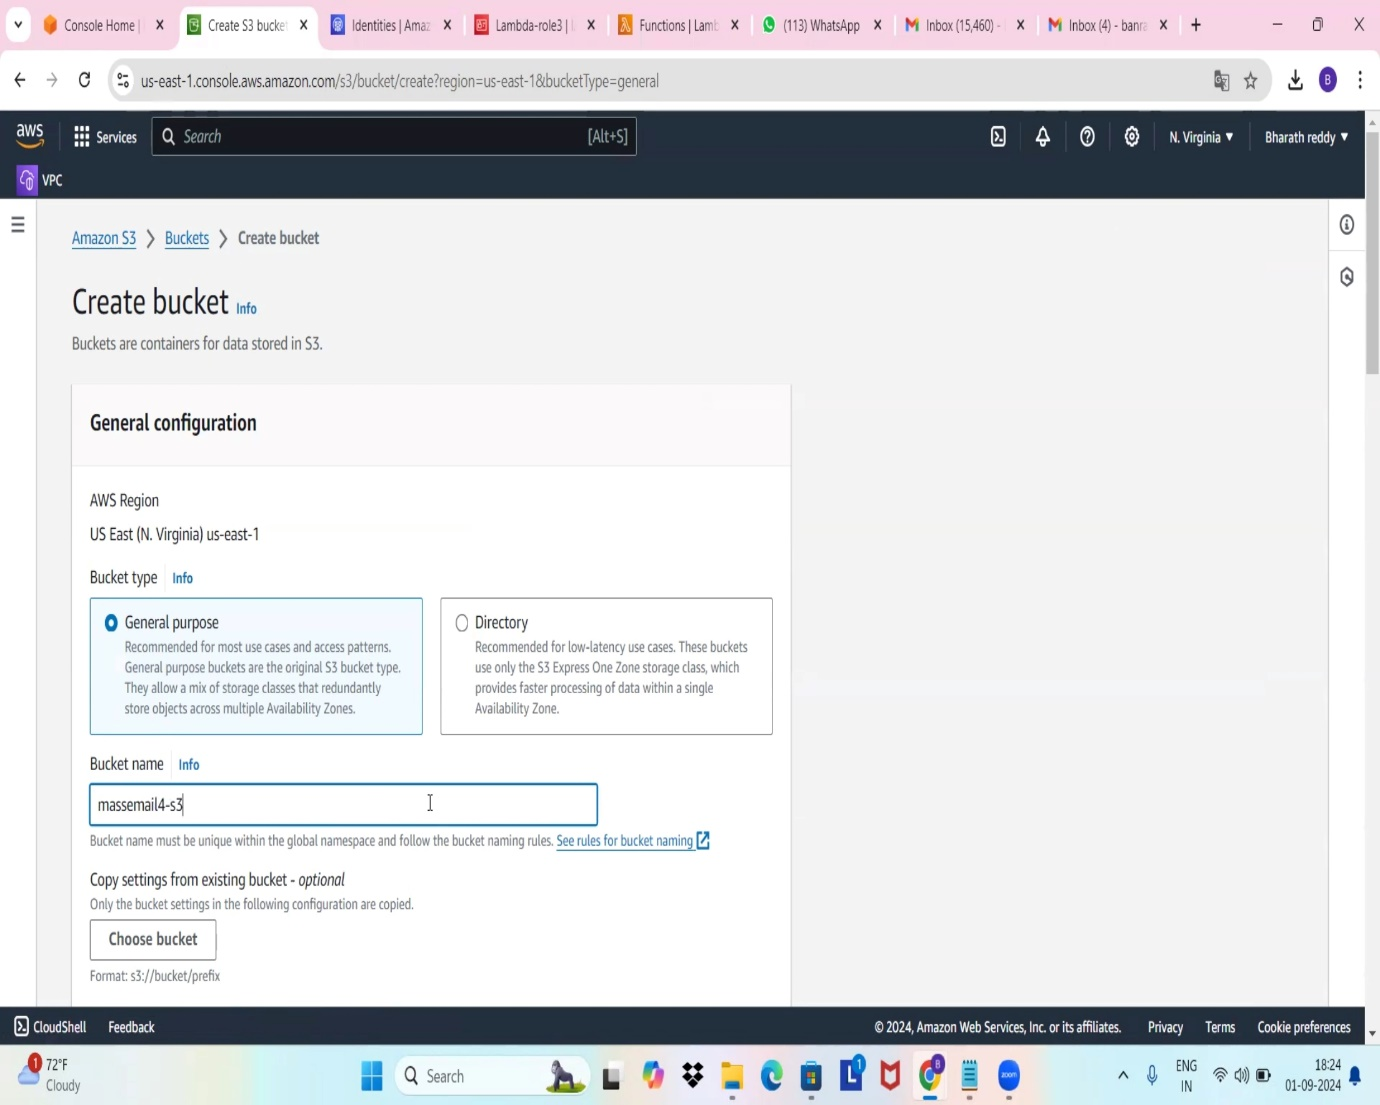 Console Home |
Create S3 bucket
Identities | Amaz
Lambda-role3 | I
Functions | Lamb
(113) WhatsApp
Inbox (15,460) -
Inbox (4) - banra
us-east-1.console.aws.amazon.com/s3/bucket/create?region=us-east-1&bucketType=general
B
aws
Services
Search
[Alt+S]
N. Virginia
Bharath reddy
VPC
Amazon S3
Buckets
Create bucket
Create bucket Info
Buckets are containers for data stored in S3.
General configuration
AWS Region
US East (N. Virginia) us-east-1
Bucket type Info
General purpose
Recommended for most use cases and access patterns.
General purpose buckets are the original S3 bucket type.
They allow a mix of storage classes that redundantly
store objects across multiple Availability Zones.
Directory
Recommended for low-latency use cases. These buckets
use only the S3 Express One Zone storage class, which
provides faster processing of data within a single
Availability Zone.
Bucket name Info
massemail4-s3
Bucket name must be unique within the global namespace and follow the bucket naming rules. See rules for bucket naming
Copy settings from existing bucket - optional
Only the bucket settings in the following configuration are copied.
Choose bucket
Format: s3://bucket/prefix
CloudShell
Feedback
© 2024, Amazon Web Services, Inc. or its affiliates.
Privacy
Terms
Cookie preferences
1
72°F
Cloudy
Search
L
1
B
zoom
ENG
IN
18:24
01-09-2024